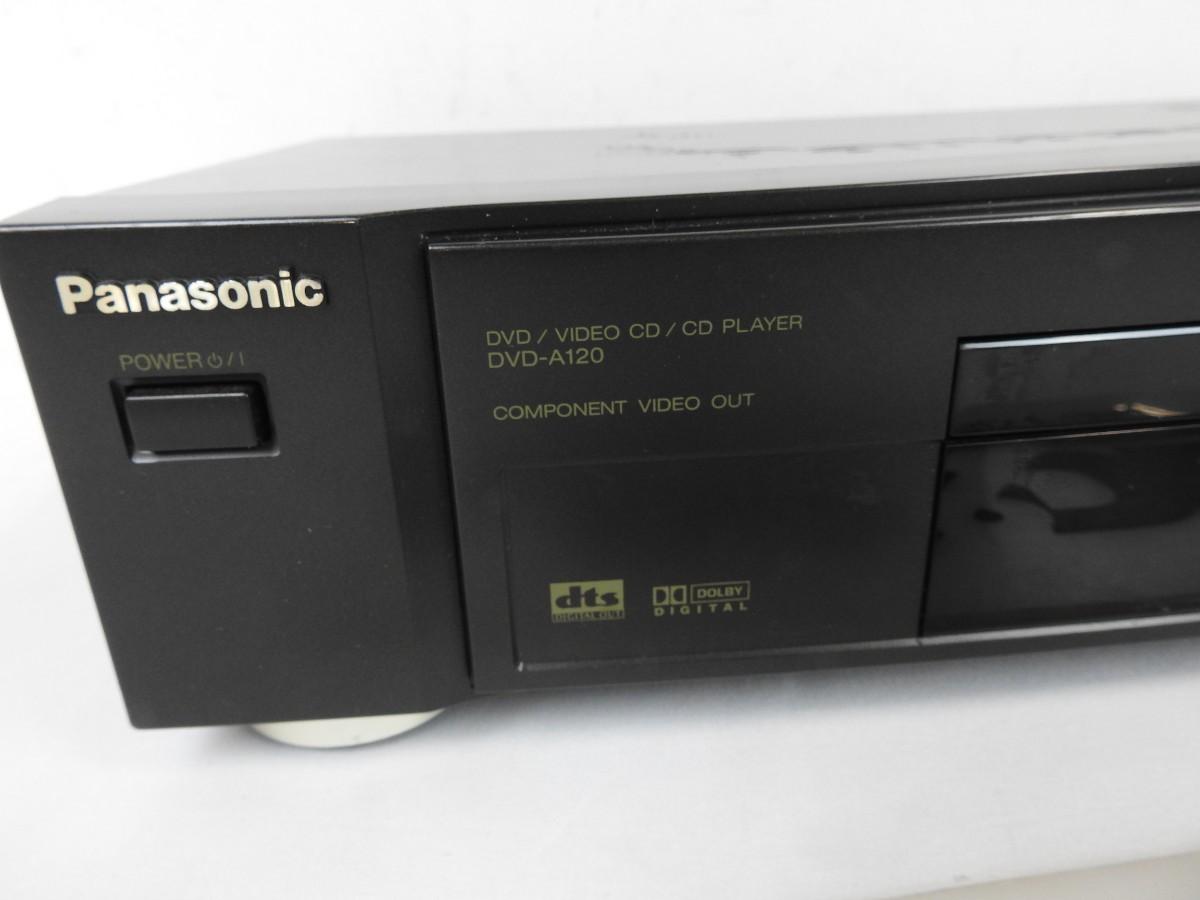 Panasonic
POWER ⏻/I
DVD / VIDEO CD / CD PLAYER
DVD-A120
COMPONENT VIDEO OUT
dts
DIGITAL OUT
DOLBY
DIGITAL